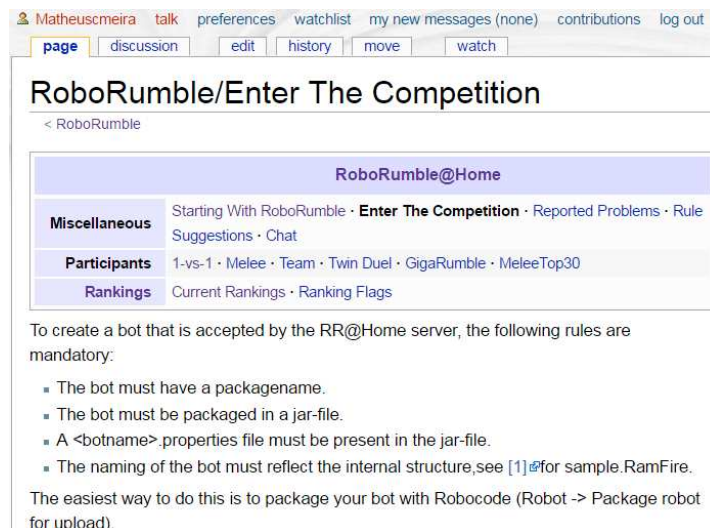 Matheuscmeira talk preferences watchlist my new messages (none) contributions log out
page discussion edit history move watch
RoboRumble/Enter The Competition
< RoboRumble
RoboRumble@Home
Miscellaneous Starting With RoboRumble · Enter The Competition · Reported Problems · Rule
Suggestions · Chat
Participants 1-vs-1 · Melee · Team · Twin Duel · GigaRumble · MeleeTop30
Rankings Current Rankings · Ranking Flags
To create a bot that is accepted by the RR@Home server, the following rules are
mandatory:
The bot must have a packagename.
The bot must be packaged in a jar-file.
A <botname>.properties file must be present in the jar-file.
The naming of the bot must reflect the internal structure,see [1] for sample.RamFire.
The easiest way to do this is to package your bot with Robocode (Robot -> Package robot
for upload).